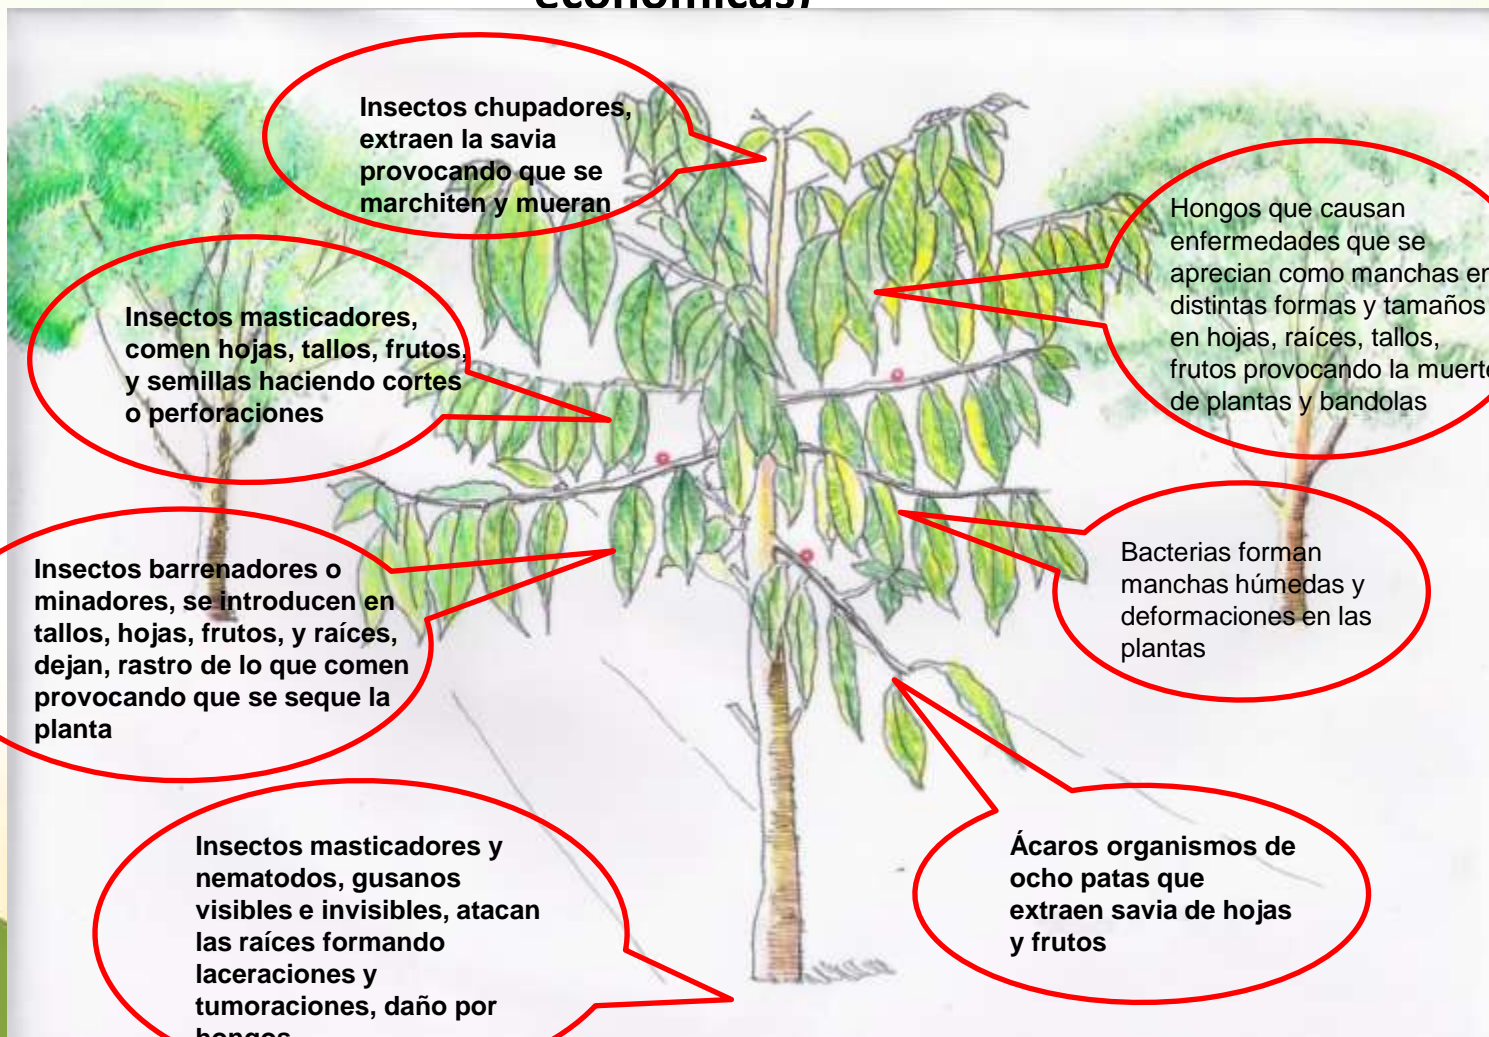 económicas)
Insectos chupadores,
extraen la savia
provocando que se
marchiten y mueran
Hongos que causan
enfermedades que se
aprecian como manchas en
distintas formas y tamaños
en hojas, raíces, tallos,
frutos provocando la muerte
de plantas y bandolas
Insectos masticadores,
comen hojas, tallos, frutos,
y semillas haciendo cortes
o perforaciones
Insectos barrenadores o
minadores, se introducen en
tallos, hojas, frutos, y raíces,
dejan, rastro de lo que comen
provocando que se seque la
planta
Bacterias forman
manchas húmedas y
deformaciones en las
plantas
Insectos masticadores y
nematodos, gusanos
visibles e invisibles, atacan
las raíces formando
laceraciones y
tumoraciones, daño por
hongos
Ácaros organismos de
ocho patas que
extraen savia de hojas
y frutos